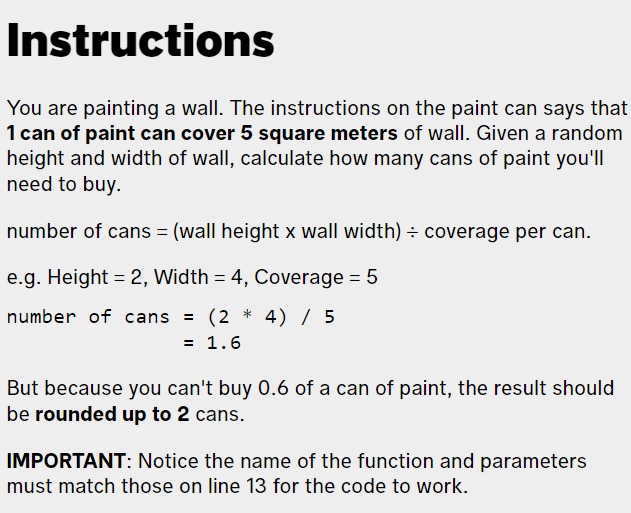 Instructions
You are painting a wall. The instructions on the paint can says that
1 can of paint can cover 5 square meters of wall. Given a random
height and width of wall, calculate how many cans of paint you'll
need to buy.
number of cans = (wall height x wall width) ÷ coverage per can.
e.g. Height = 2, Width = 4, Coverage = 5
number of cans = (2 * 4) / 5
= 1.6
But because you can't buy 0.6 of a can of paint, the result should
be rounded up to 2 cans.
IMPORTANT: Notice the name of the function and parameters
must match those on line 13 for the code to work.